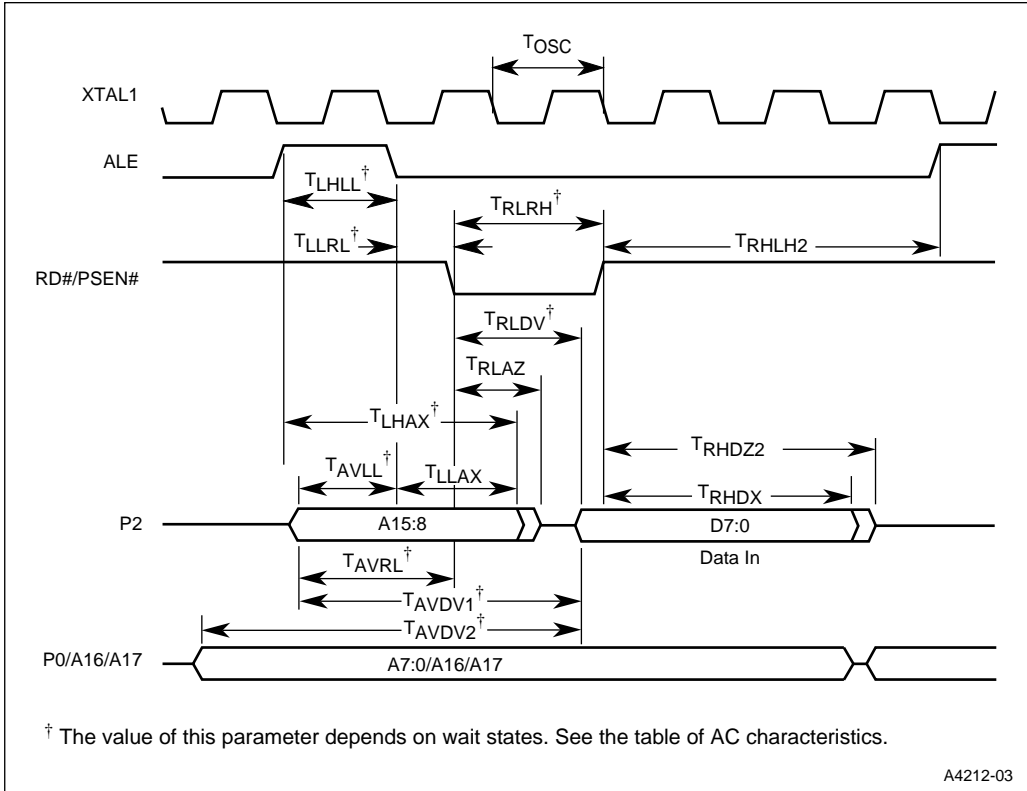 TOSC
XTAL1
ALE
TLHLL†
TRLRH†
TLLRL†
TRHLH2
RD#/PSEN#
TRLDV†
TRLAZ
TLHAX†
TRHDZ2
TAVLL†
TLLAX
TRHDX
P2
A15:8
D7:0
Data In
TAVRL†
TAVDV1†
TAVDV2†
P0/A16/A17
A7:0/A16/A17
† The value of this parameter depends on wait states. See the table of AC characteristics.
A4212-03